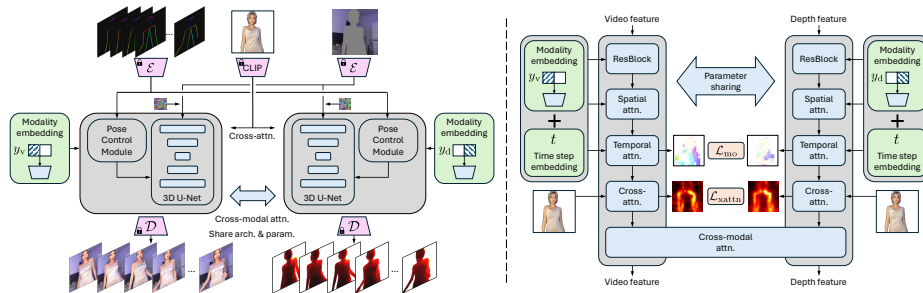 ...
ℰ
CLIP
ℰ
Cross-attn.
Modality
embedding
y_v
Pose
Control
Module
3D U-Net
3D U-Net
Pose
Control
Module
Modality
embedding
y_d
Cross-modal attn.
Share arch. & param.
𝒟
𝒟
...
...
Video feature
Depth feature
Modality
embedding
y_v
+
t
Time step embedding
ResBlock
Spatial
attn.
Temporal
attn.
Cross-
attn.
Parameter
sharing
ℒ_mo
ℒ_xattn
ResBlock
Spatial
attn.
Temporal
attn.
Cross-
attn.
Modality
embedding
y_d
+
t
Time step embedding
Cross-modal
attn.
Video feature
Depth feature